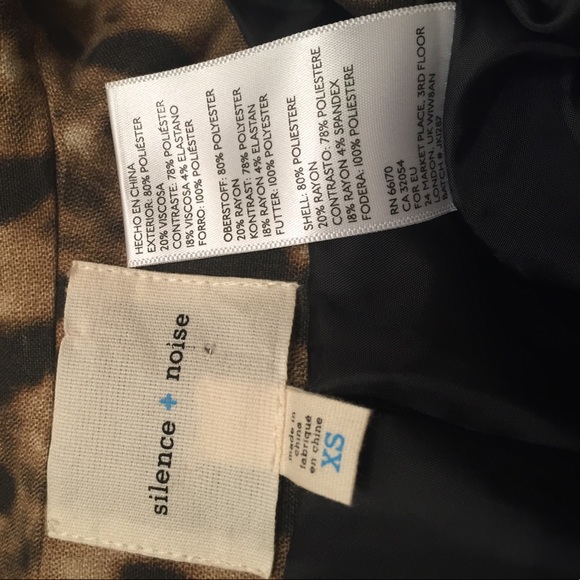 HECHO EN CHINA
EXTERIOR: 80% POLIÉSTER
20% VISCOSA
CONTRASTE: 78% POLIÉSTER
18% VISCOSA 4% ELASTANO
FORRO: 100% POLIÉSTER
OBERSTOFF: 80% POLYESTER
20% RAYON
KONTRAST: 78% POLYESTER
18% RAYON 4% ELASTAN
FUTTER: 100% POLYESTER
SHELL: 80% POLIESTERE
20% RAYON
CONTRASTO: 78% POLIESTERE
18% RAYON 4% SPANDEX
FODERA: 100% POLIESTERE
RN 66170
CA 32054
FOR EU
24 MARKET PLACE, 3RD FLOOR
LONDON, UK W1W8AN
BATCH # JK1287
silence + noise
made in
china
fabriqué
en chine
XS